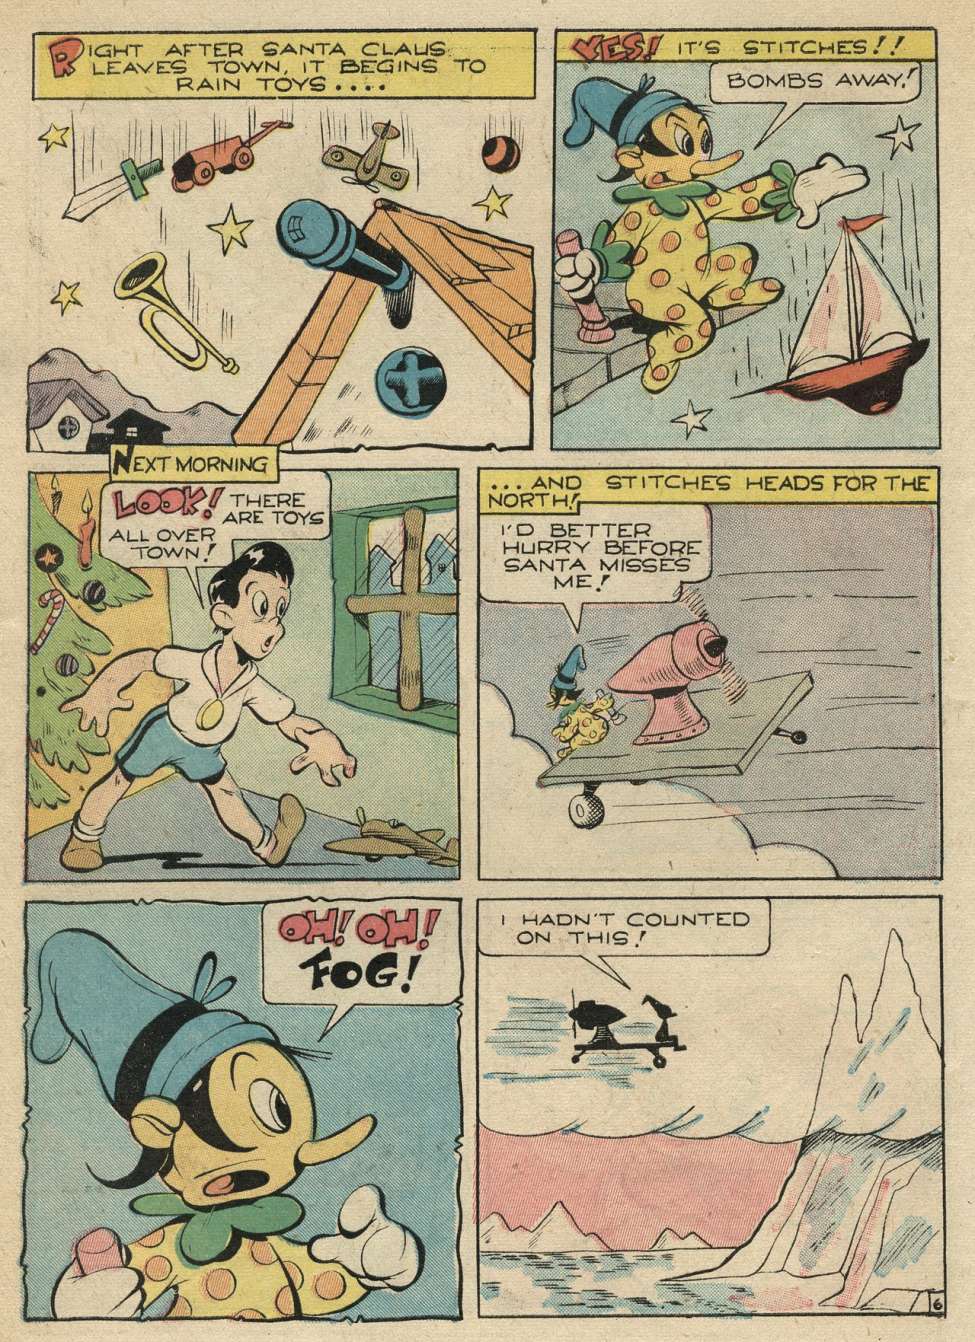 RIGHT AFTER SANTA CLAUS
LEAVES TOWN, IT BEGINS TO
RAIN TOYS....
YES! IT'S STITCHES!!
BOMBS AWAY!
NEXT MORNING
LOOK! THERE
ARE TOYS
ALL OVER
TOWN!
...AND STITCHES HEADS FOR THE
NORTH!
I'D BETTER
HURRY BEFORE
SANTA MISSES
ME!
OH! OH!
FOG!
I HADN'T COUNTED
ON THIS!
6